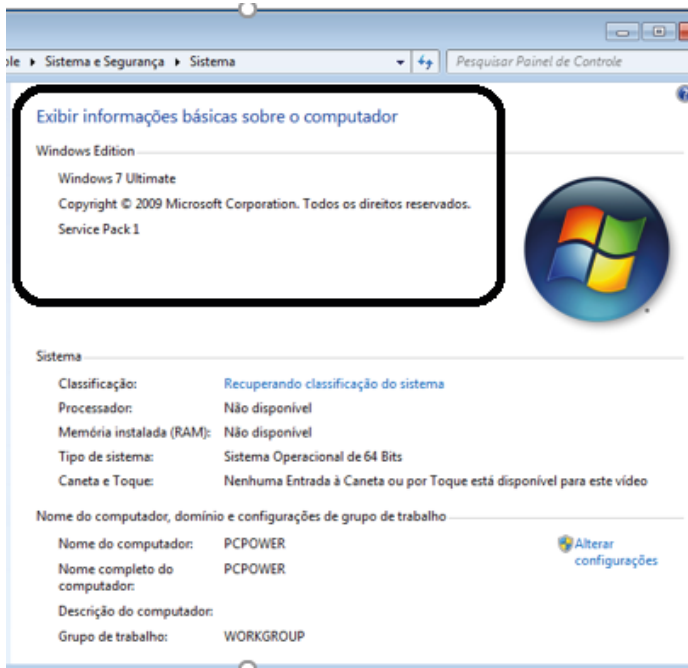 Sistema e Segurança ▸ Sistema
Pesquisar Painel de Controle
Exibir informações básicas sobre o computador
Windows Edition
Windows 7 Ultimate
Copyright © 2009 Microsoft Corporation. Todos os direitos reservados.
Service Pack 1
Sistema
Classificação: Recuperando classificação do sistema
Processador: Não disponível
Memória instalada (RAM): Não disponível
Tipo de sistema: Sistema Operacional de 64 Bits
Caneta e Toque: Nenhuma Entrada à Caneta ou por Toque está disponível para este vídeo
Nome do computador, domínio e configurações de grupo de trabalho
Nome do computador: PCPOWER
Alterar
configurações
Nome completo do
computador: PCPOWER
Descrição do computador:
Grupo de trabalho: WORKGROUP